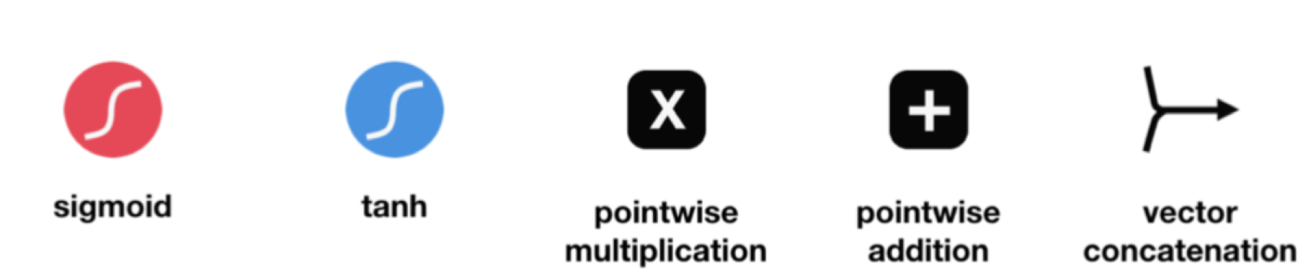 X
+
sigmoid
tanh
pointwise
multiplication
pointwise
addition
vector
concatenation